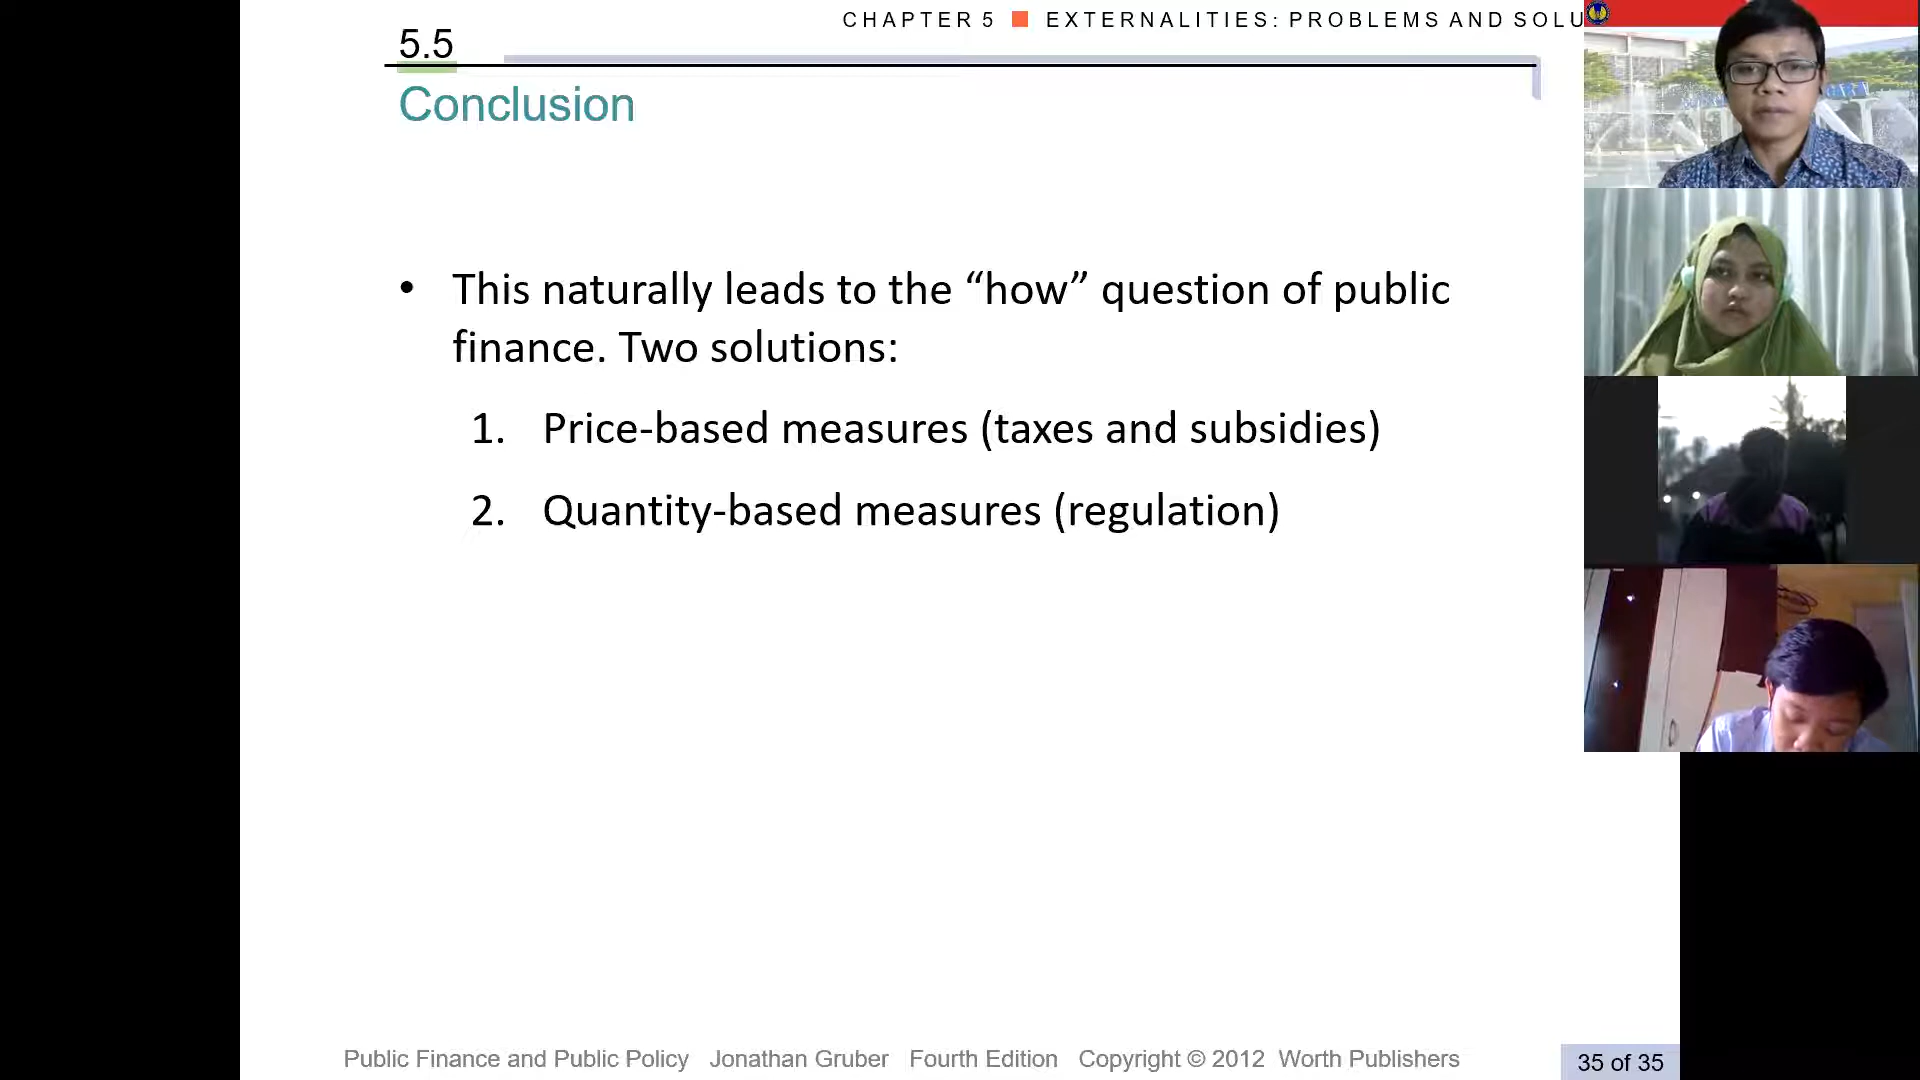 CHAPTER 5 ■ EXTERNALITIES: PROBLEMS AND SOLU
5.5
Conclusion
• This naturally leads to the “how” question of public
finance. Two solutions:
1. Price-based measures (taxes and subsidies)
2. Quantity-based measures (regulation)
Public Finance and Public Policy Jonathan Gruber Fourth Edition Copyright © 2012 Worth Publishers
35 of 35